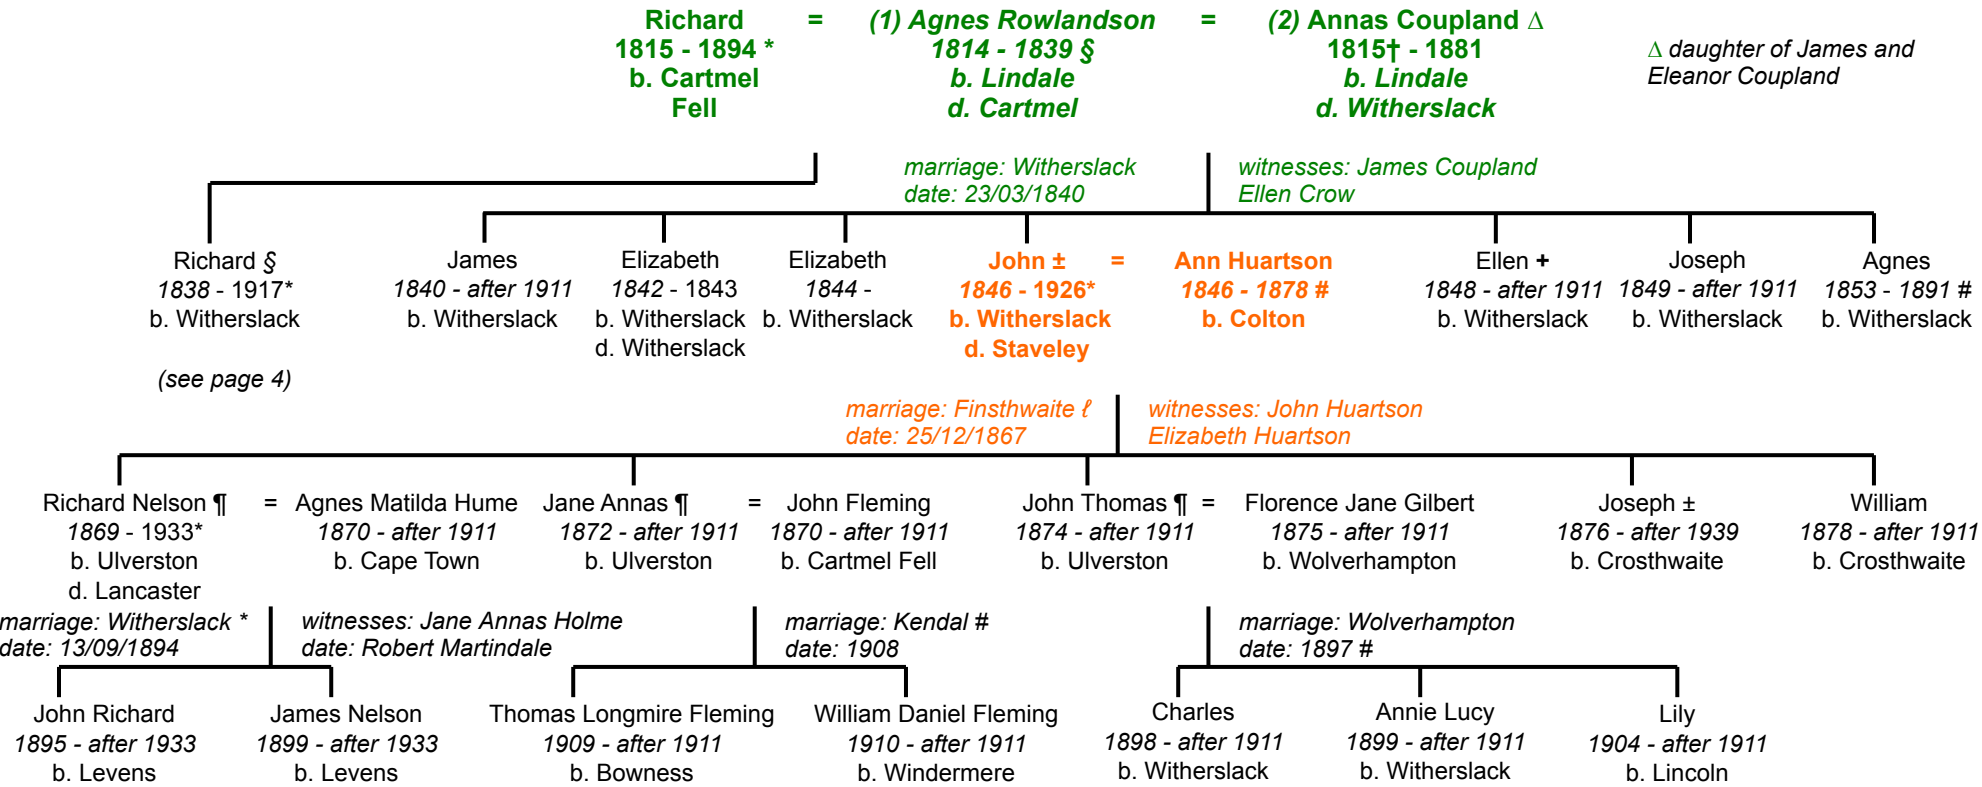 Richard = (1) Agnes Rowlandson = (2) Annas Coupland Δ
1815 - 1894 * 1814 - 1839 § 1815† - 1881
b. Cartmel b. Lindale b. Lindale
Fell d. Cartmel d. Witherslack
Δ daughter of James and
Eleanor Coupland
marriage: Witherslack
date: 23/03/1840
witnesses: James Coupland
Ellen Crow
Richard §
1838 - 1917*
b. Witherslack
(see page 4)
James
1840 - after 1911
b. Witherslack
Elizabeth
1842 - 1843
b. Witherslack
d. Witherslack
Elizabeth
1844 -
b. Witherslack
John ± =
1846 - 1926*
b. Witherslack
d. Staveley
Ann Huartson
1846 - 1878 #
b. Colton
Ellen +
1848 - after 1911
b. Witherslack
Joseph
1849 - after 1911
b. Witherslack
Agnes
1853 - 1891 #
b. Witherslack
marriage: Finsthwaite ℓ
date: 25/12/1867
witnesses: John Huartson
Elizabeth Huartson
Richard Nelson ¶ =
1869 - 1933*
b. Ulverston
d. Lancaster
Agnes Matilda Hume
1870 - after 1911
b. Cape Town
Jane Annas ¶ =
1872 - after 1911
b. Ulverston
John Fleming
1870 - after 1911
b. Cartmel Fell
John Thomas ¶ =
1874 - after 1911
b. Ulverston
Florence Jane Gilbert
1875 - after 1911
b. Wolverhampton
Joseph ±
1876 - after 1939
b. Crosthwaite
William
1878 - after 1911
b. Crosthwaite
marriage: Witherslack *
date: 13/09/1894
witnesses: Jane Annas Holme
date: Robert Martindale
marriage: Kendal #
date: 1908
marriage: Wolverhampton
date: 1897 #
John Richard
1895 - after 1933
b. Levens
James Nelson
1899 - after 1933
b. Levens
Thomas Longmire Fleming
1909 - after 1911
b. Bowness
William Daniel Fleming
1910 - after 1911
b. Windermere
Charles
1898 - after 1911
b. Witherslack
Annie Lucy
1899 - after 1911
b. Witherslack
Lily
1904 - after 1911
b. Lincoln